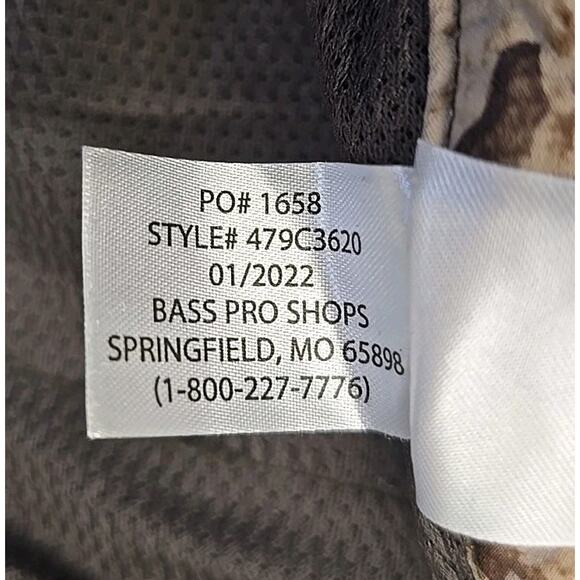 PO# 1658
STYLE# 479C3620
01/2022
BASS PRO SHOPS
SPRINGFIELD, MO 65898
(1-800-227-7776)